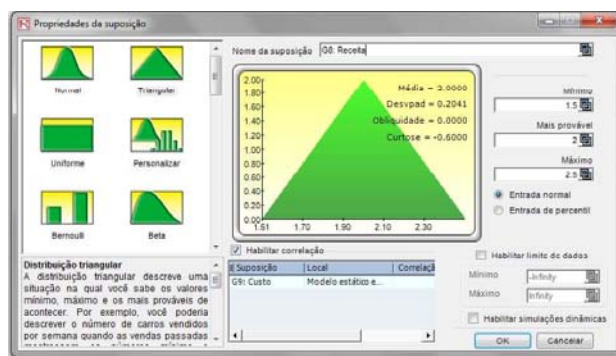 Propriedades da suposição
Nome da suposição
G8: Receita
Normal
Triangular
Uniforme
Personalizar
Bernoulli
Beta
Distribuição triangular
A distribuição triangular descreve uma
situação na qual você sabe os valores
mínimo, máximo e os mais prováveis de
acontecer. Por exemplo, você poderia
descrever o número de carros vendidos
por semana quando as vendas passadas
2.00
1.80
1.60
1.40
1.20
1.00
0.80
0.60
0.40
0.20
0.00
1.51
1.70
1.90
2.10
2.30
Média = 2.0000
Desvpad = 0.2041
Obliquidade = 0.0000
Curtose = -0.6000
Habilitar correlação
Suposição
Local
Correlaçã
G9: Custo
Modelo estático e...
Mínimo
1.5
Mais provável
2
Máximo
2.5
Entrada normal
Entrada de percentil
Habilitar limite de dados
Mínimo
-Infinity
Máximo
Infinity
Habilitar simulações dinâmicas
OK
Cancelar